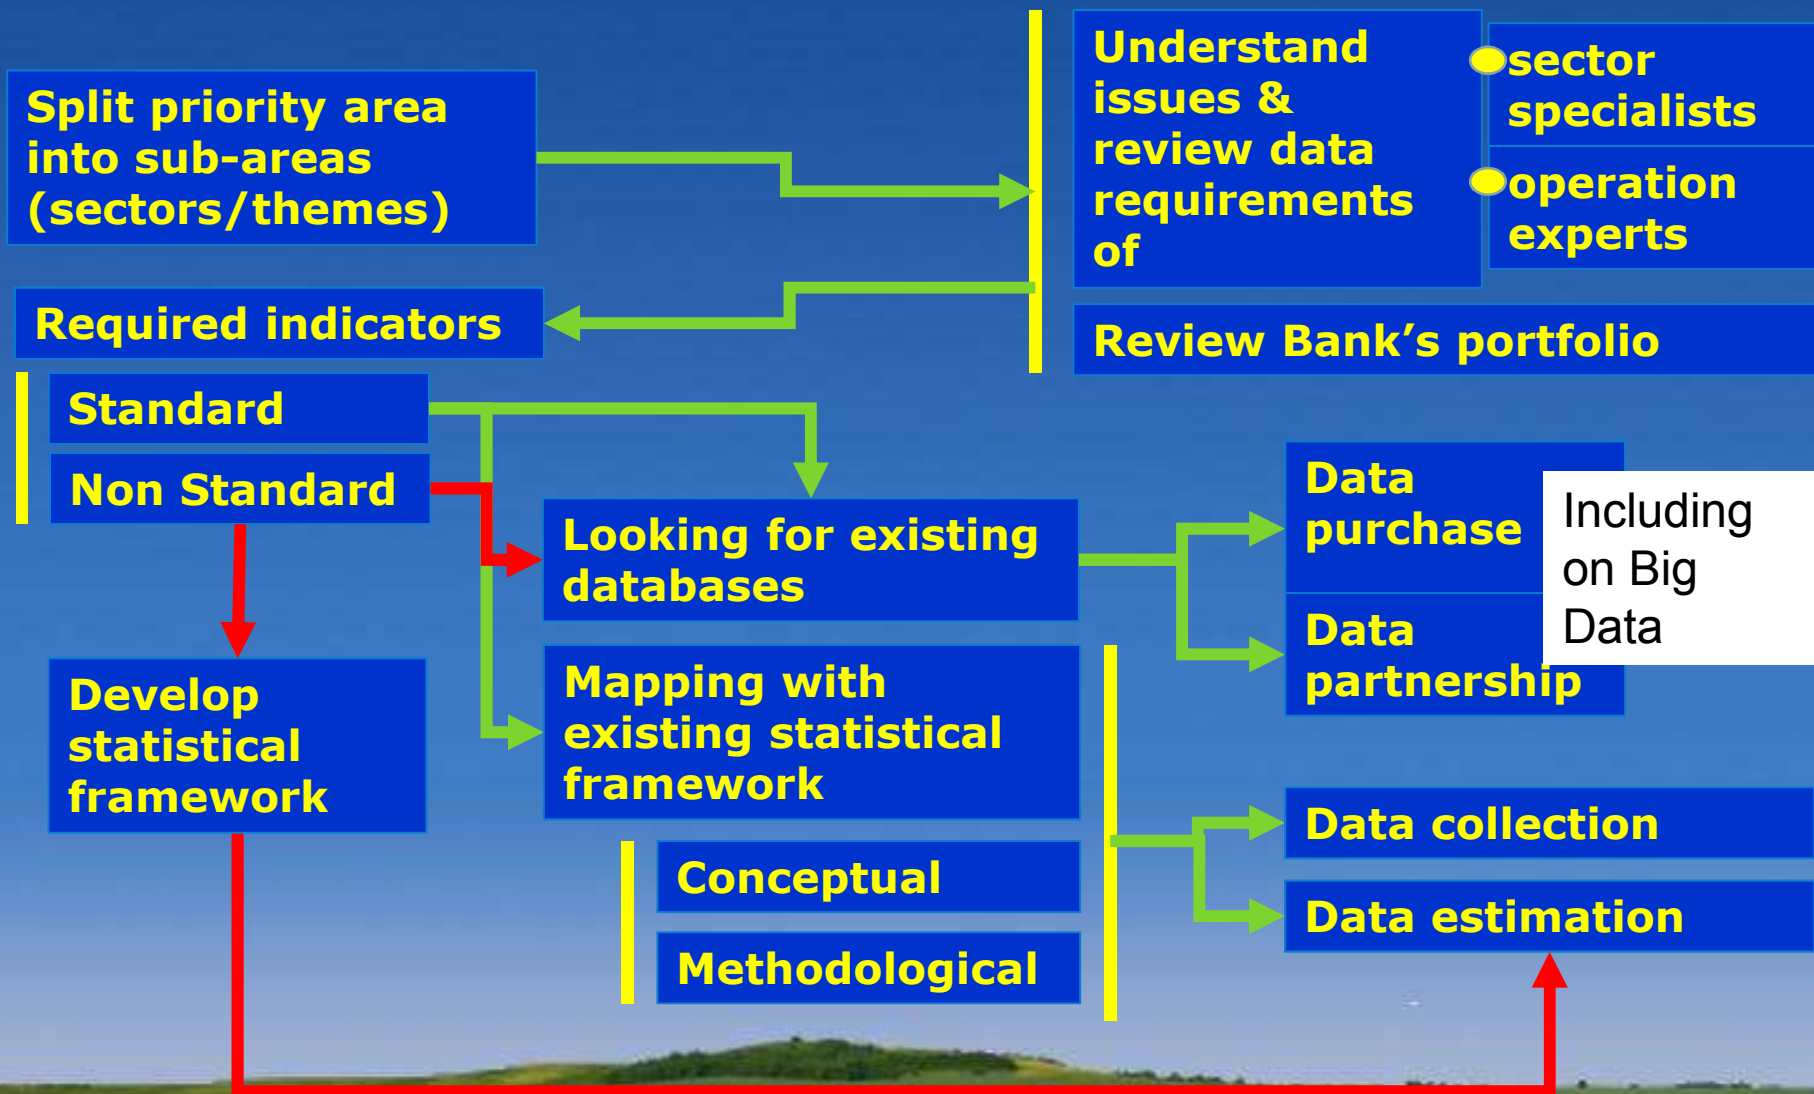 Split priority area
into sub-areas
(sectors/themes)
Understand
issues &
review data
requirements
of
sector
specialists
operation
experts
Review Bank’s portfolio
Required indicators
Standard
Non Standard
Looking for existing
databases
Data
purchase
Data
partnership
Including
on Big
Data
Develop
statistical
framework
Mapping with
existing statistical
framework
Conceptual
Methodological
Data collection
Data estimation